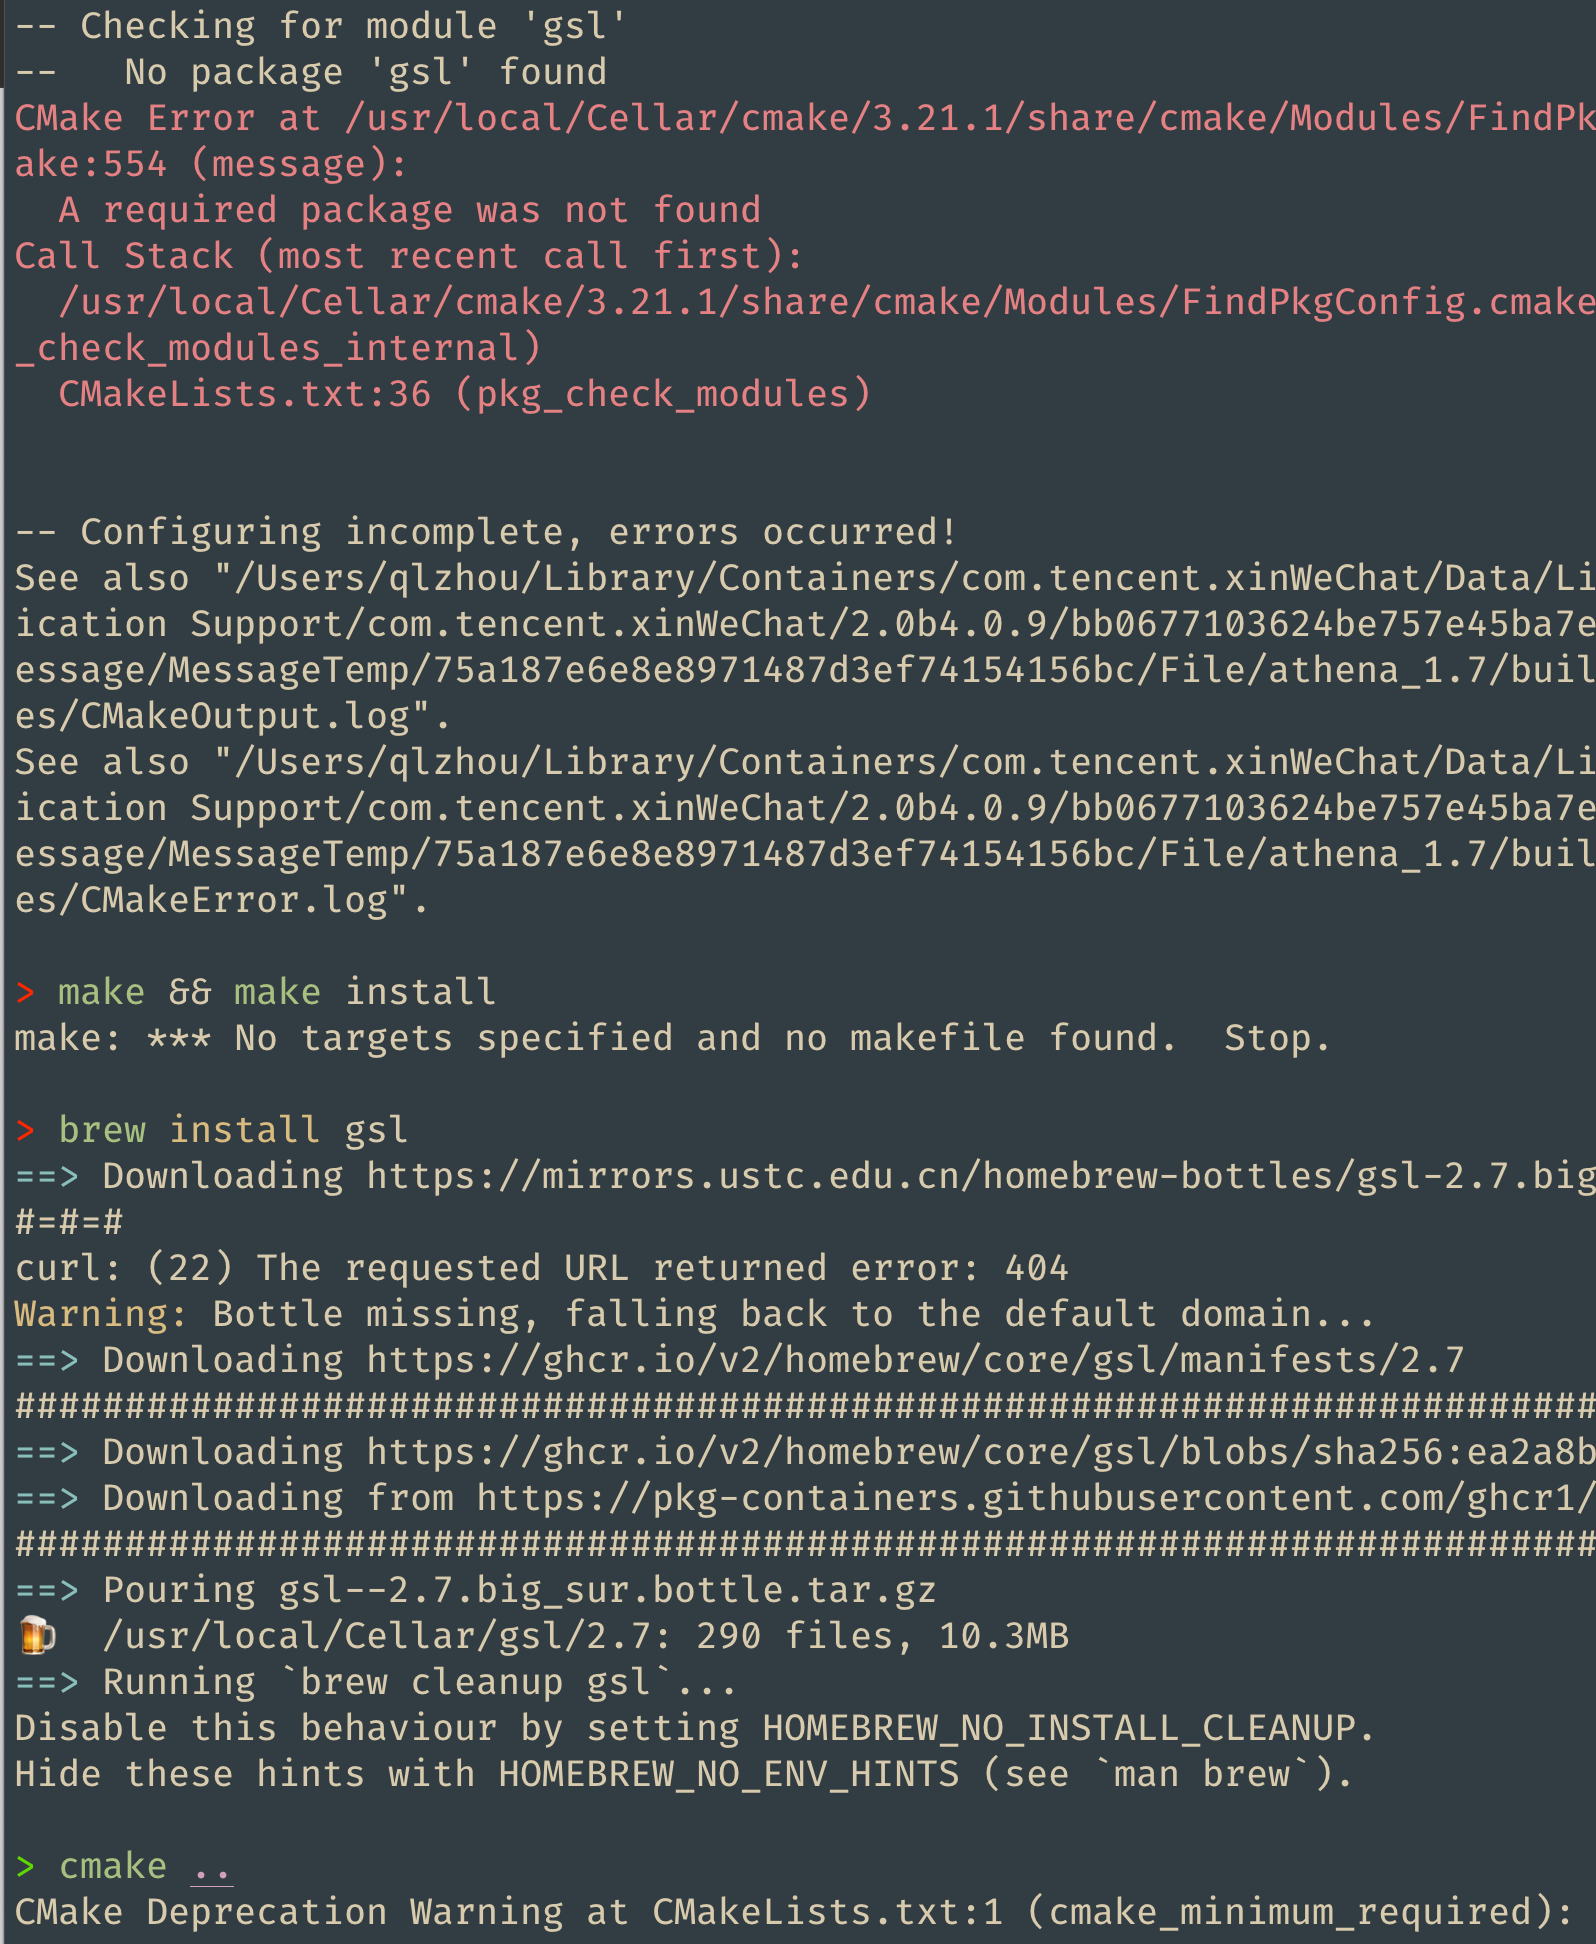 -- Checking for module 'gsl'
--   No package 'gsl' found
CMake Error at /usr/local/Cellar/cmake/3.21.1/share/cmake/Modules/FindPk
ake:554 (message):
  A required package was not found
Call Stack (most recent call first):
  /usr/local/Cellar/cmake/3.21.1/share/cmake/Modules/FindPkgConfig.cmake
_check_modules_internal)
  CMakeLists.txt:36 (pkg_check_modules)
-- Configuring incomplete, errors occurred!
See also "/Users/qlzhou/Library/Containers/com.tencent.xinWeChat/Data/Li
ication Support/com.tencent.xinWeChat/2.0b4.0.9/bb0677103624be757e45ba7e
essage/MessageTemp/75a187e6e8e8971487d3ef74154156bc/File/athena_1.7/buil
es/CMakeOutput.log".
See also "/Users/qlzhou/Library/Containers/com.tencent.xinWeChat/Data/Li
ication Support/com.tencent.xinWeChat/2.0b4.0.9/bb0677103624be757e45ba7e
essage/MessageTemp/75a187e6e8e8971487d3ef74154156bc/File/athena_1.7/buil
es/CMakeError.log".
> make && make install
make: *** No targets specified and no makefile found.  Stop.
> brew install gsl
==> Downloading https://mirrors.ustc.edu.cn/homebrew-bottles/gsl-2.7.big
#=#=#
curl: (22) The requested URL returned error: 404
Warning: Bottle missing, falling back to the default domain...
==> Downloading https://ghcr.io/v2/homebrew/core/gsl/manifests/2.7
########################################################################
==> Downloading https://ghcr.io/v2/homebrew/core/gsl/blobs/sha256:ea2a8b
==> Downloading from https://pkg-containers.githubusercontent.com/ghcr1/
########################################################################
==> Pouring gsl--2.7.big_sur.bottle.tar.gz
🍺  /usr/local/Cellar/gsl/2.7: 290 files, 10.3MB
==> Running `brew cleanup gsl`...
Disable this behaviour by setting HOMEBREW_NO_INSTALL_CLEANUP.
Hide these hints with HOMEBREW_NO_ENV_HINTS (see `man brew`).
> cmake ..
CMake Deprecation Warning at CMakeLists.txt:1 (cmake_minimum_required):